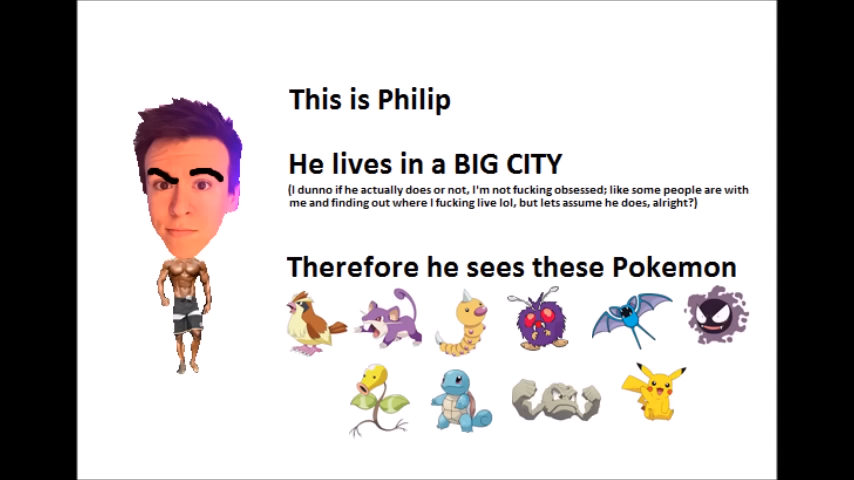 This is Philip
He lives in a BIG CITY
(I dunno if he actually does or not, I'm not fucking obsessed; like some people are with
me and finding out where I fucking live lol, but lets assume he does, alright?)
Therefore he sees these Pokemon